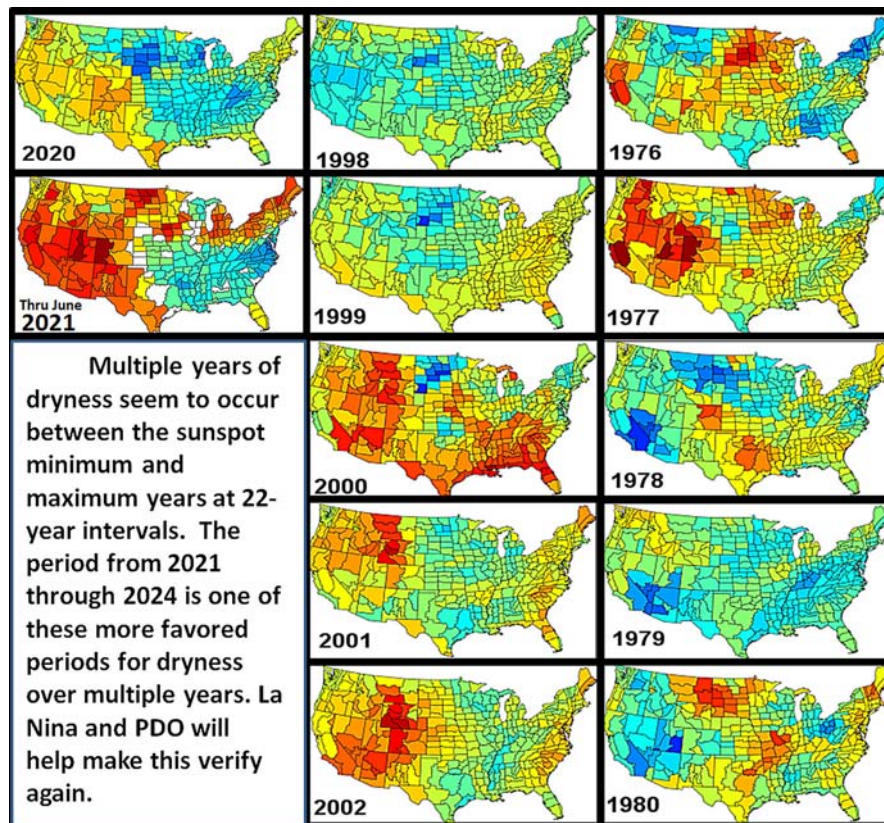 2020
1998
1976
Thru June
2021
1999
1977
Multiple years of
dryness seem to occur
between the sunspot
minimum and
maximum years at 22-
year intervals. The
period from 2021
through 2024 is one of
these more favored
periods for dryness
over multiple years. La
Nina and PDO will
help make this verify
again.
2000
1978
2001
1979
2002
1980